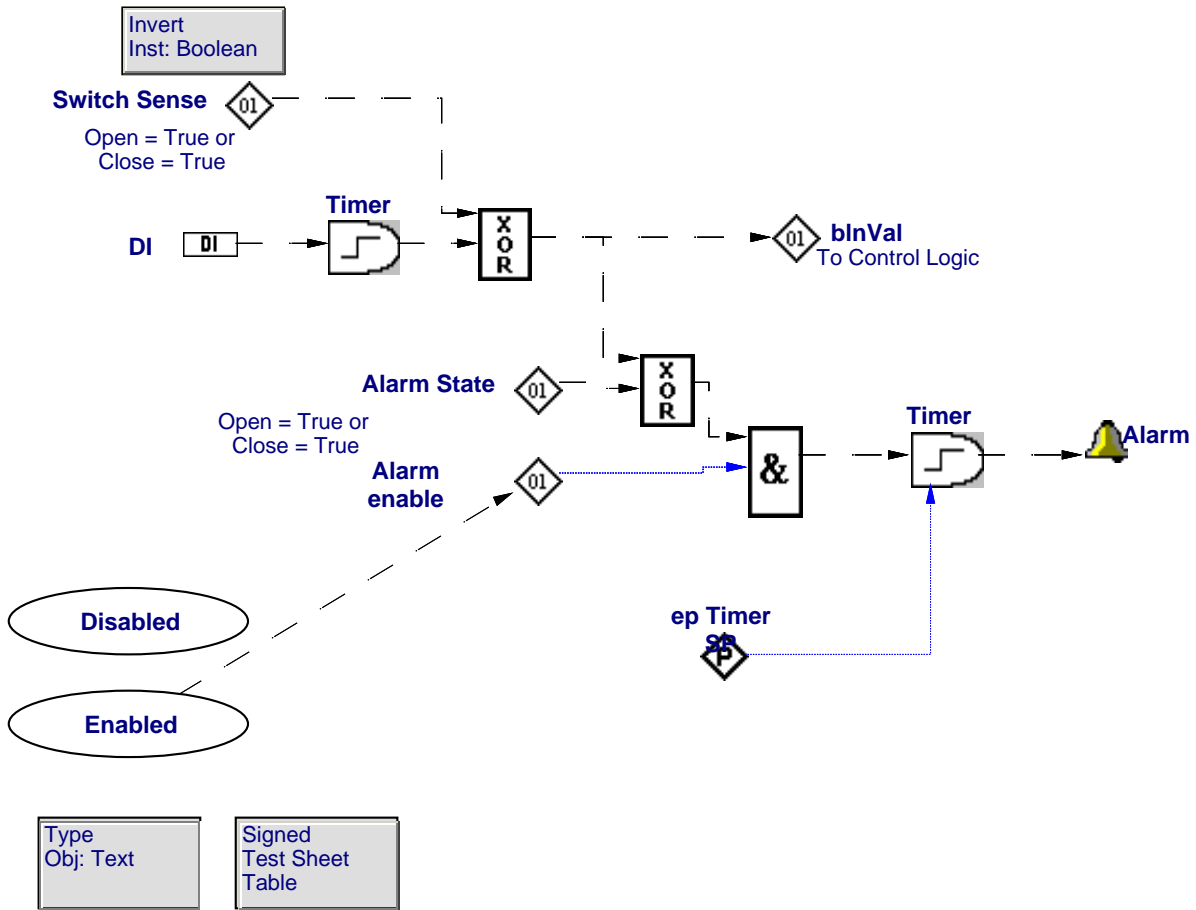 Invert
Inst: Boolean
Switch Sense
01
Open = True or
Close = True
Timer
DI
DI
XOR
01
bInVal
To Control Logic
Alarm State
01
XOR
Open = True or
Close = True
Alarm
enable
01
&
Timer
Alarm
Disabled
ep Timer
SP
P
Enabled
Type
Obj: Text
Signed
Test Sheet
Table